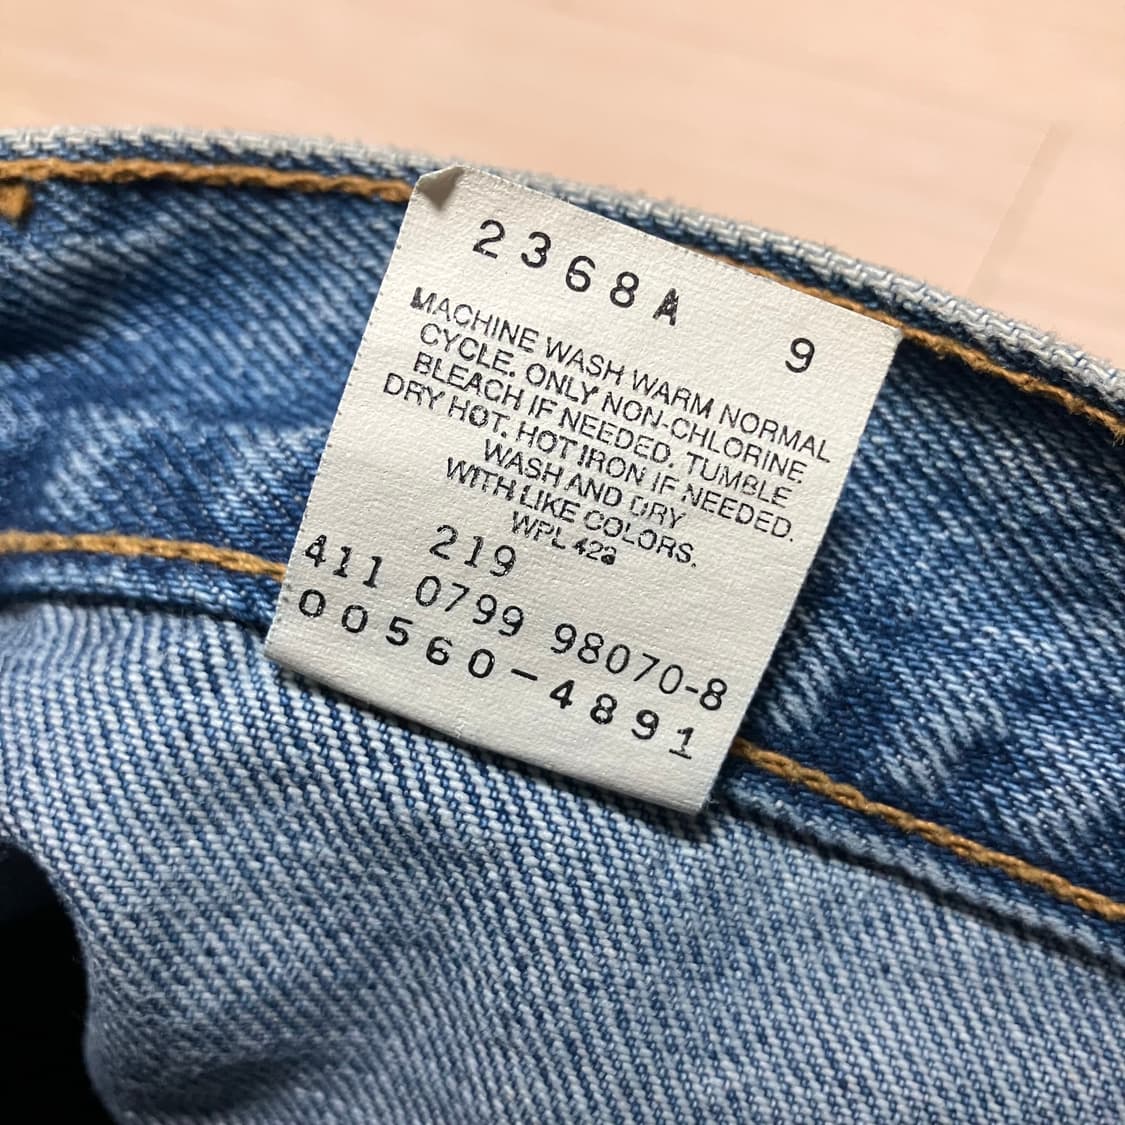 2368A 9
MACHINE WASH WARM NORMAL
CYCLE. ONLY NON-CHLORINE
BLEACH IF NEEDED. TUMBLE
DRY HOT. HOT IRON IF NEEDED.
WASH AND DRY
WITH LIKE COLORS.
WPL 423
219
411 0799 98070-8
00560-4891